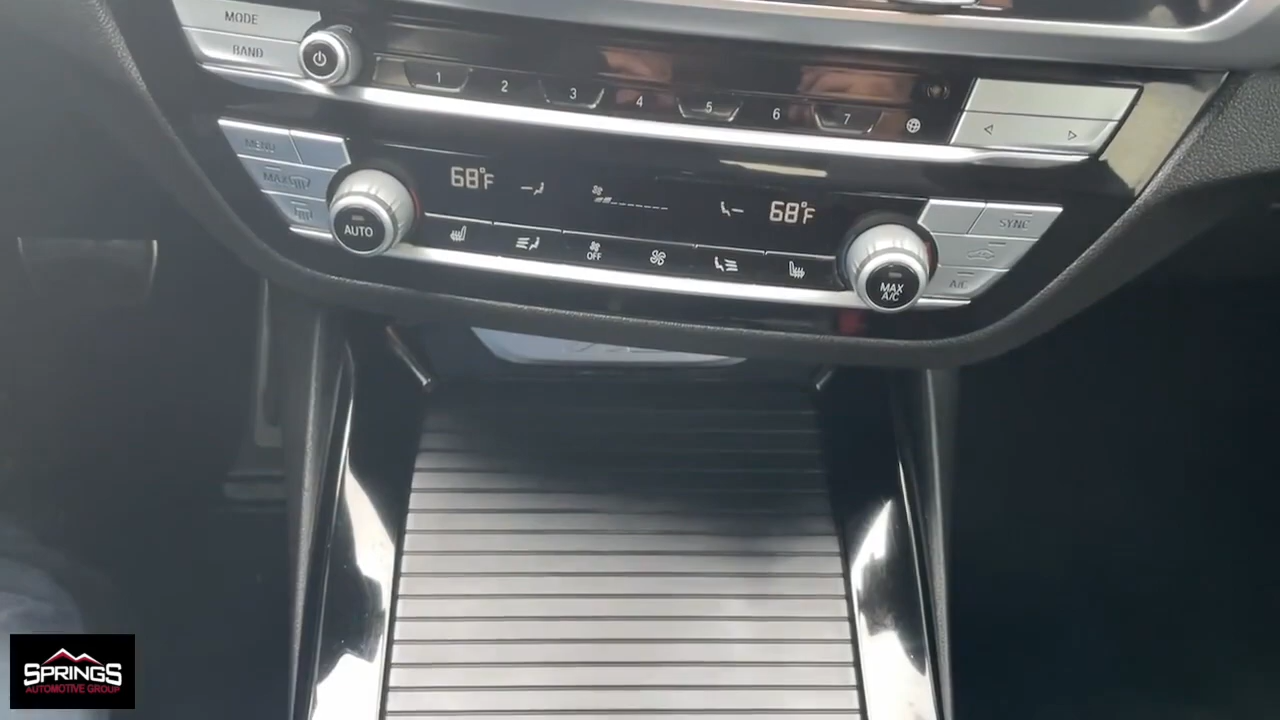 MODE
BAND
1 2 3 4 5 6 7
MENU
MAX
68°F
68°F
SYNC
AUTO
OFF
MAX
A/C
A/C
SPRINGS
AUTOMOTIVE GROUP